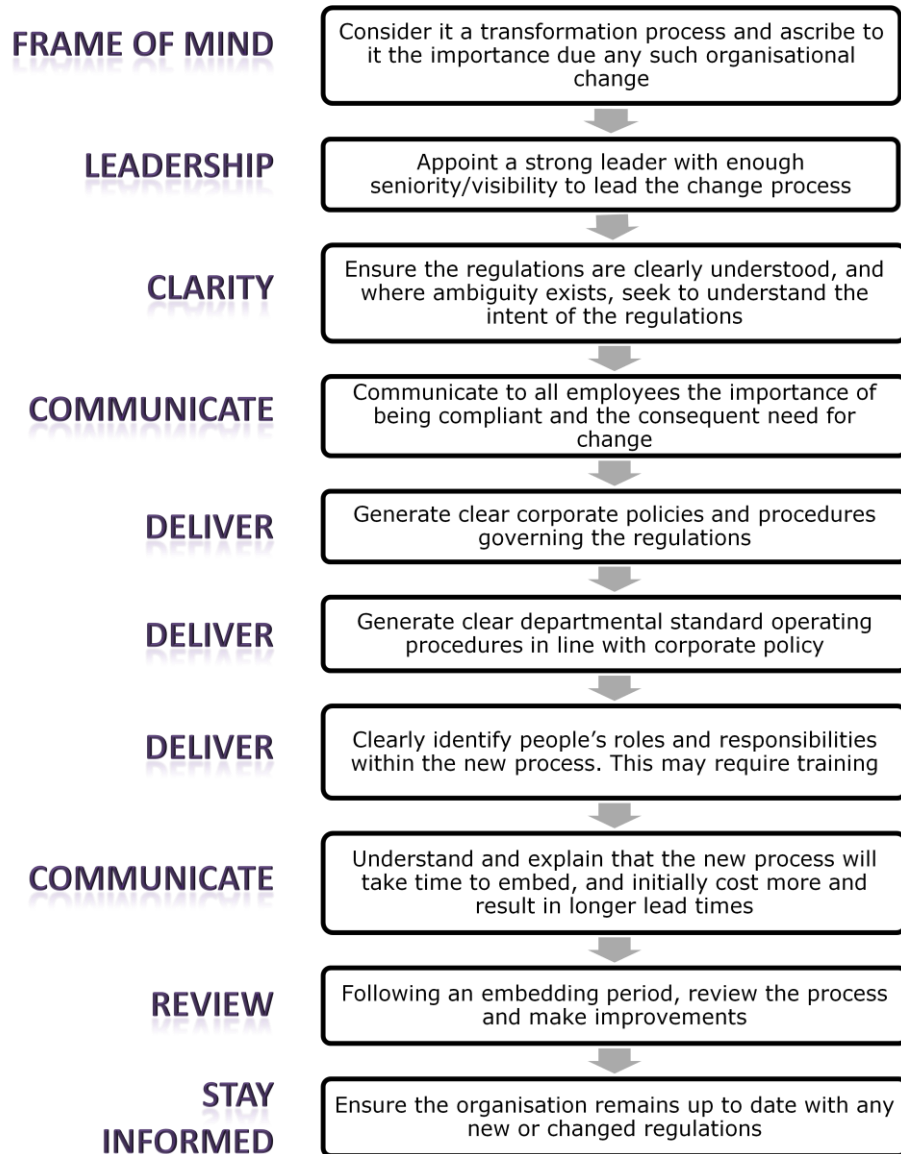 FRAME OF MIND
Consider it a transformation process and ascribe to
it the importance due any such organisational
change
LEADERSHIP
Appoint a strong leader with enough
seniority/visibility to lead the change process
CLARITY
Ensure the regulations are clearly understood, and
where ambiguity exists, seek to understand the
intent of the regulations
COMMUNICATE
Communicate to all employees the importance of
being compliant and the consequent need for
change
DELIVER
Generate clear corporate policies and procedures
governing the regulations
DELIVER
Generate clear departmental standard operating
procedures in line with corporate policy
DELIVER
Clearly identify people’s roles and responsibilities
within the new process. This may require training
COMMUNICATE
Understand and explain that the new process will
take time to embed, and initially cost more and
result in longer lead times
REVIEW
Following an embedding period, review the process
and make improvements
STAY
INFORMED
Ensure the organisation remains up to date with any
new or changed regulations